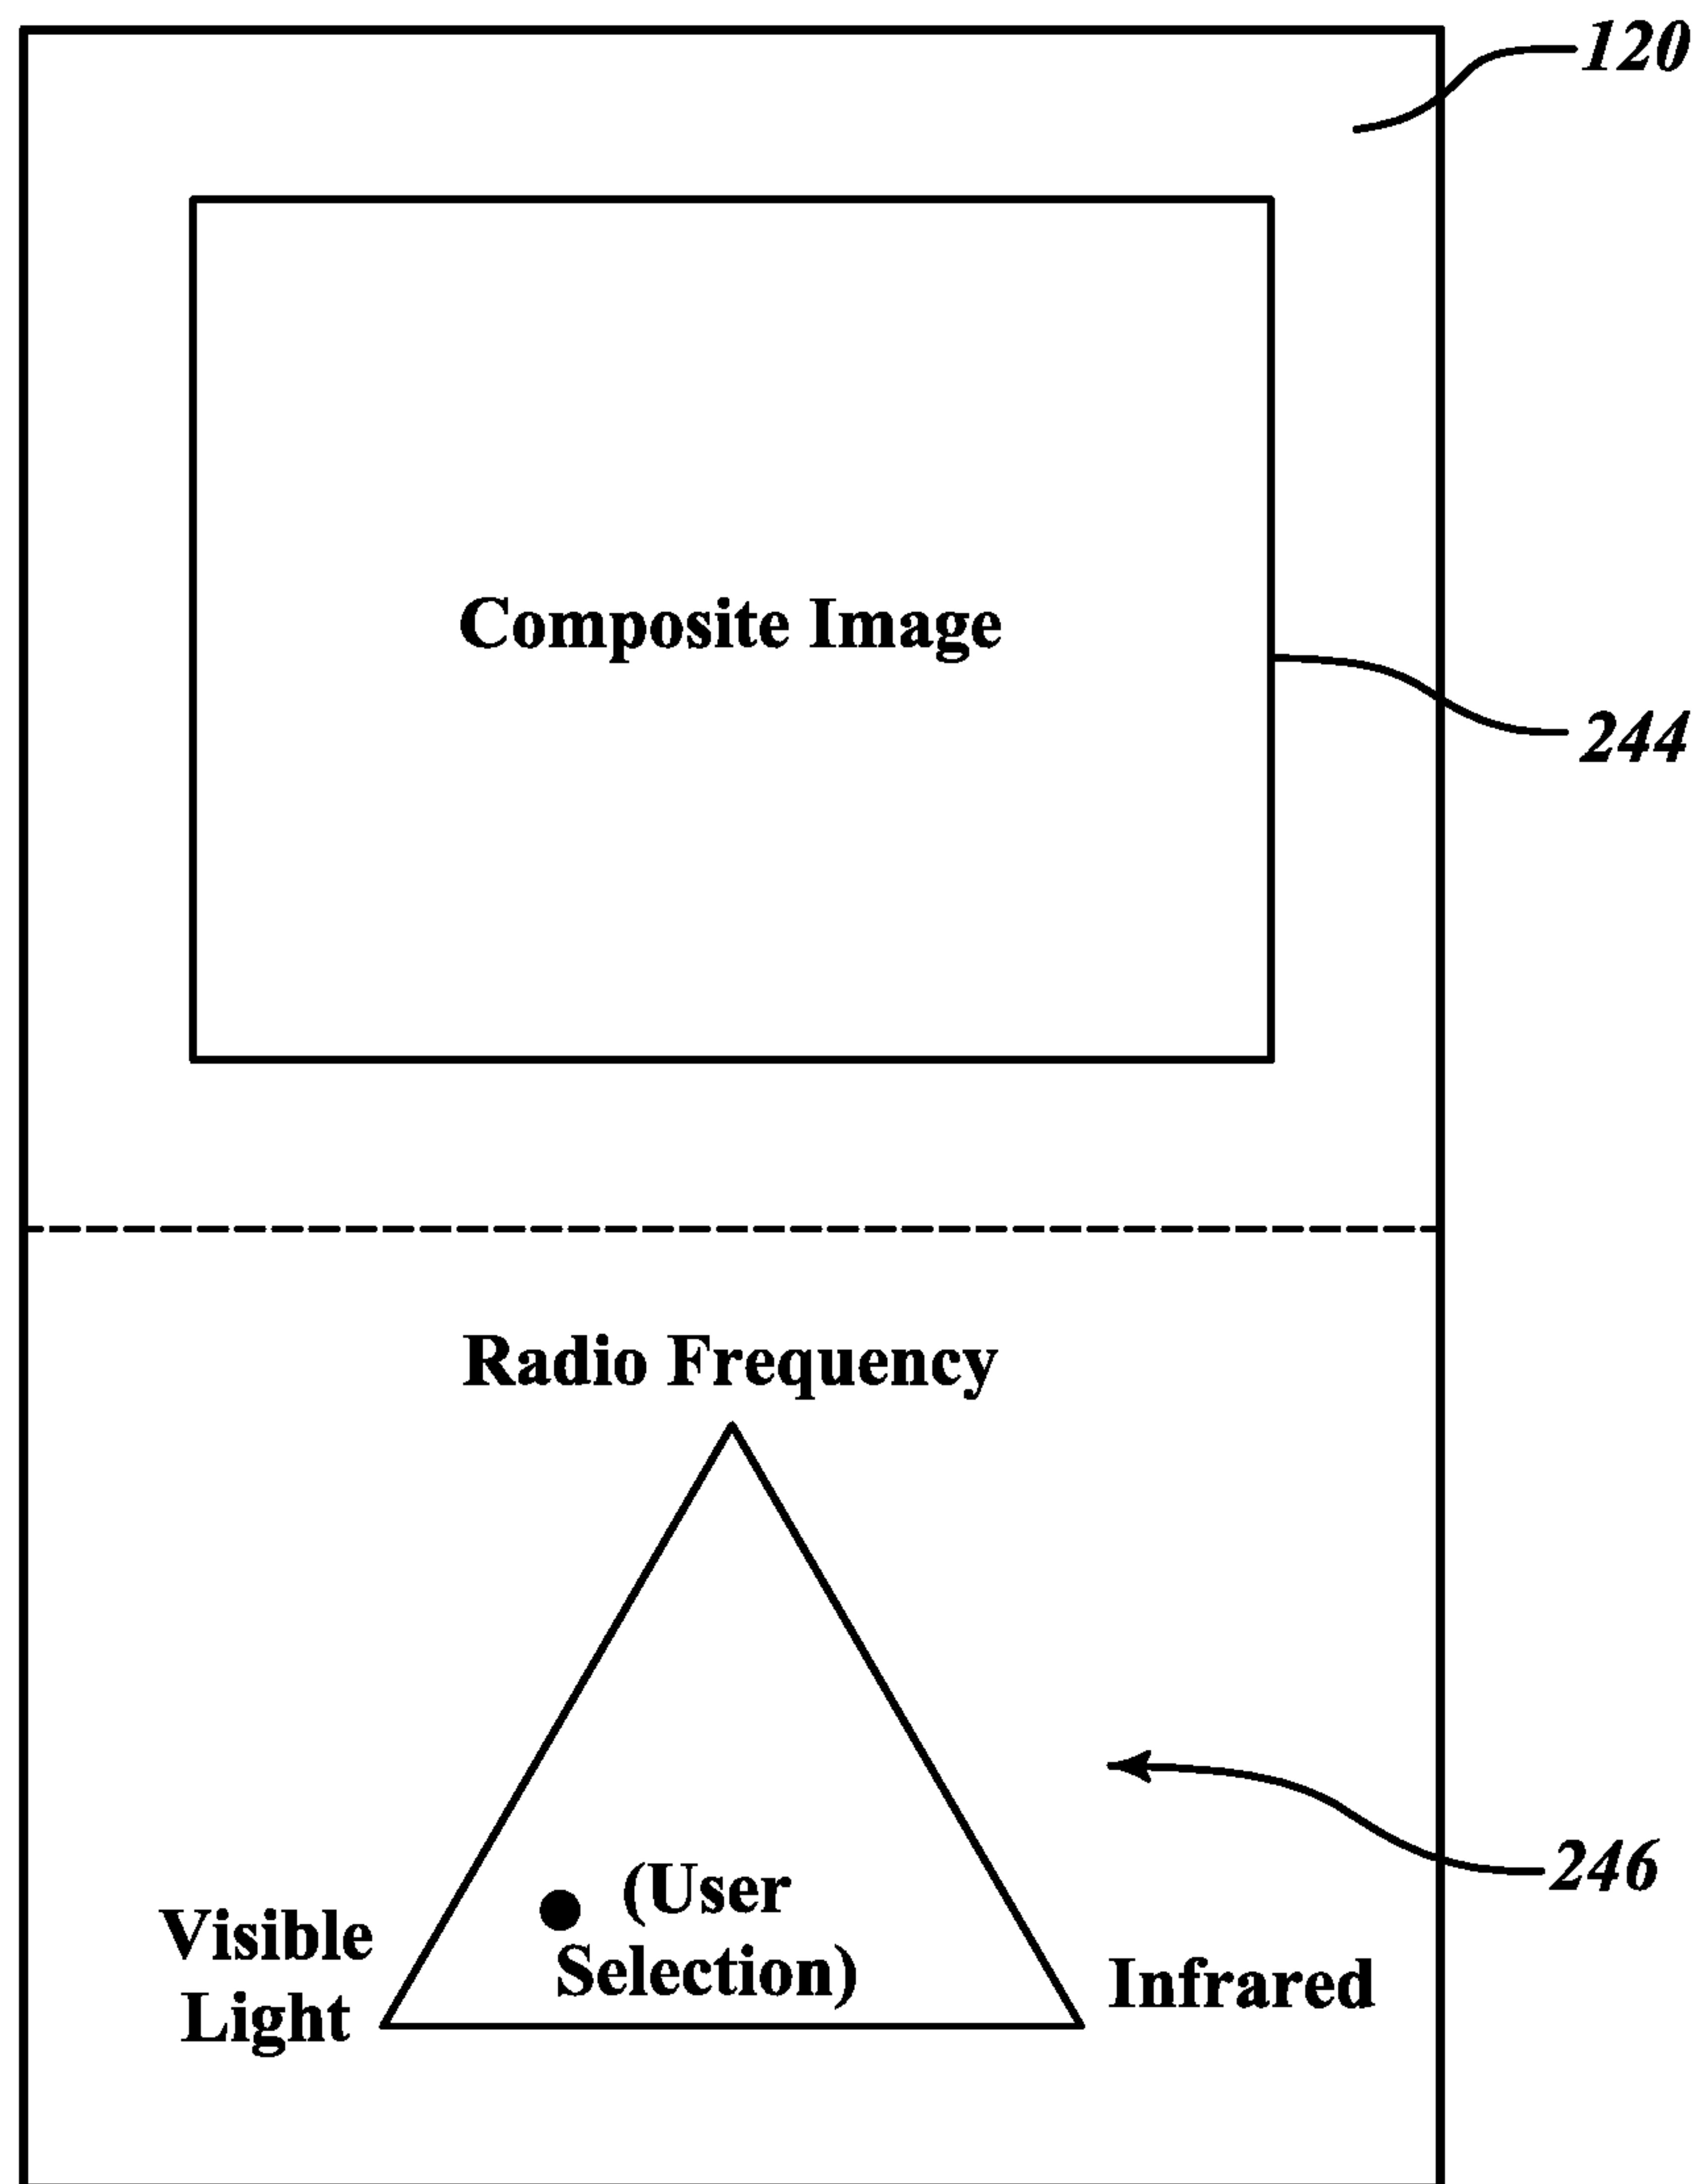 120
Composite Image
244
Radio Frequency
(User
Selection)
246
Visible
Light
Infrared